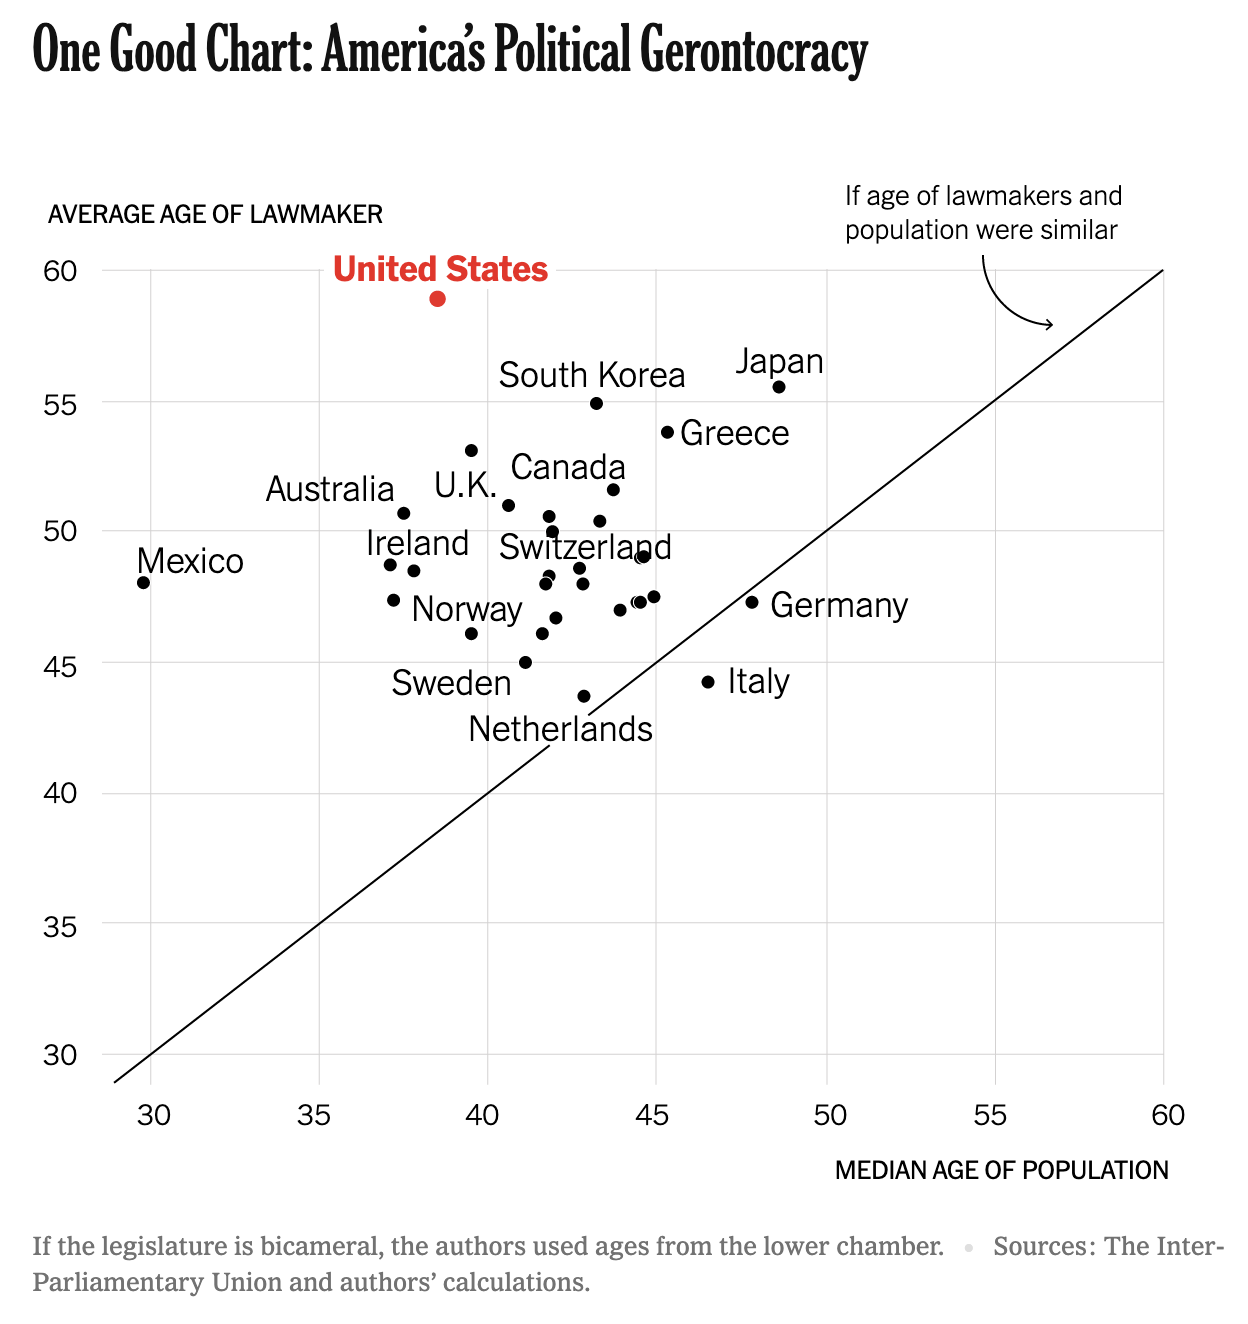 One Good Chart: America's Political Gerontocracy
If age of lawmakers and
population were similar
AVERAGE AGE OF LAWMAKER
60
United States
Japan
South Korea
55
Greece
Canada
U.K.
Australia
50
Ireland
Switzerland
Mexico
Norway
Germany
45
Sweden
Italy
Netherlands
40
35
30
30 35 40 45 50 55 60
MEDIAN AGE OF POPULATION
If the legislature is bicameral, the authors used ages from the lower chamber. • Sources: The Inter-
Parliamentary Union and authors' calculations.